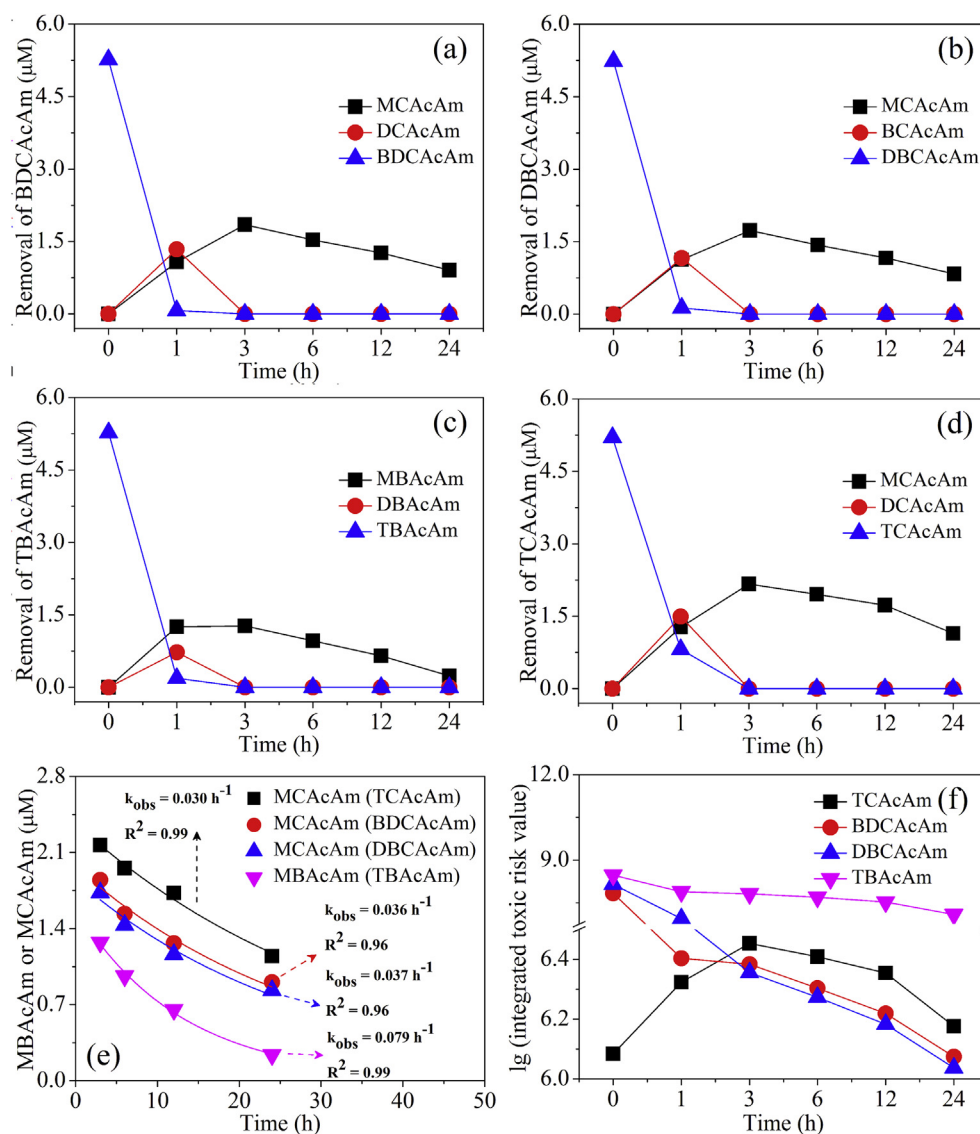 6.0
4.5
3.0
1.5
0.0
Removal of BDCAcAm (μM)
(a)
MCAcAm
DCAcAm
BDCAcAm
0 1 3 6 12 24
Time (h)
6.0
4.5
3.0
1.5
0.0
Removal of DBCAcAm (μM)
(b)
MCAcAm
BCAcAm
DBCAcAm
0 1 3 6 12 24
Time (h)
6.0
4.5
3.0
1.5
0.0
Removal of TBAcAm (μM)
(c)
MBAcAm
DBAcAm
TBAcAm
0 1 3 6 12 24
Time (h)
6.0
4.5
3.0
1.5
0.0
Removal of TCAcAm (μM)
(d)
MCAcAm
DCAcAm
TCAcAm
0 1 3 6 12 24
Time (h)
2.8
2.1
1.4
0.7
0.0
MBAcAm or MCAcAm (μM)
k_obs = 0.030 h⁻¹
R² = 0.99
MCAcAm (TCAcAm)
MCAcAm (BDCAcAm)
MCAcAm (DBCAcAm)
MBAcAm (TBAcAm)
k_obs = 0.036 h⁻¹
R² = 0.96
k_obs = 0.037 h⁻¹
R² = 0.96
k_obs = 0.079 h⁻¹
R² = 0.99
(e)
0 10 20 30 40 50
Time (h)
12.0
9.0
6.4
6.2
6.0
lg (integrated toxic risk value)
(f)
TCAcAm
BDCAcAm
DBCAcAm
TBAcAm
0 1 3 6 12 24
Time (h)